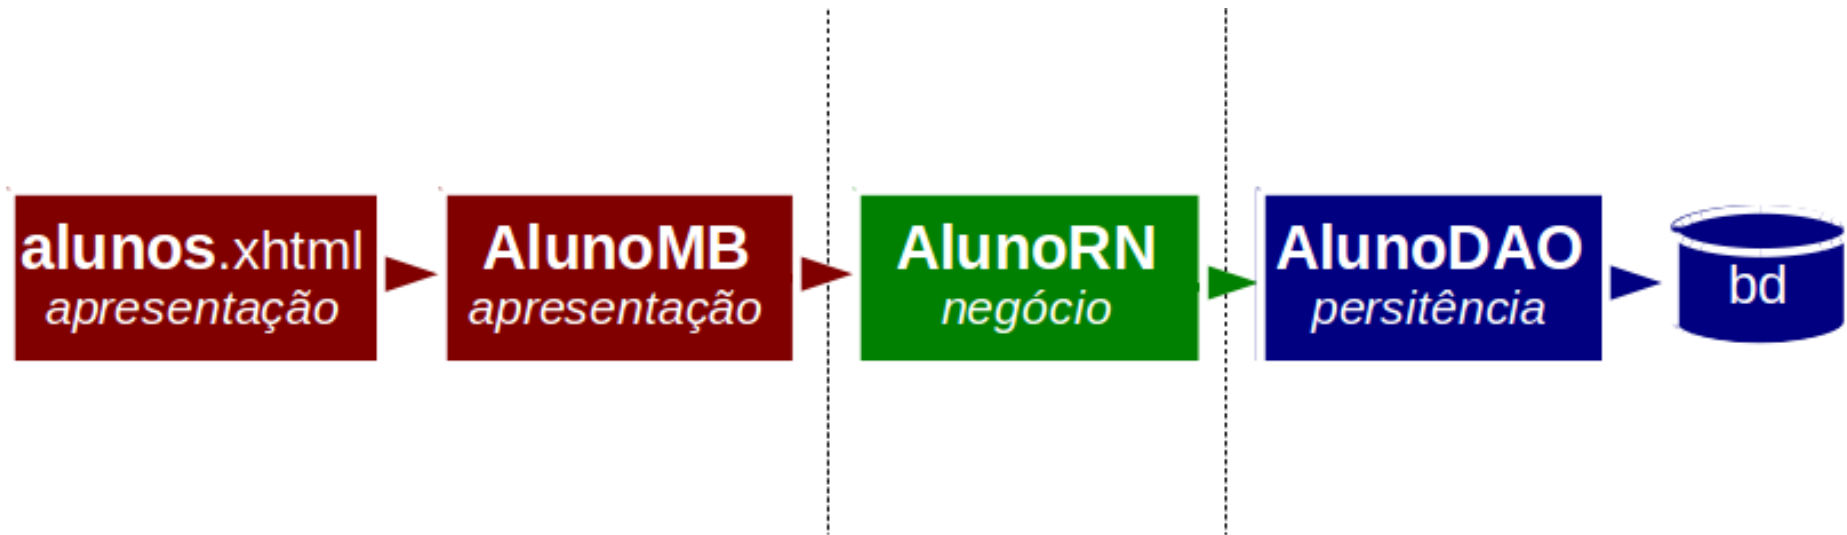 alunos.xhtml
apresentação
AlunoMB
apresentação
AlunoRN
negócio
AlunoDAO
persitência
bd